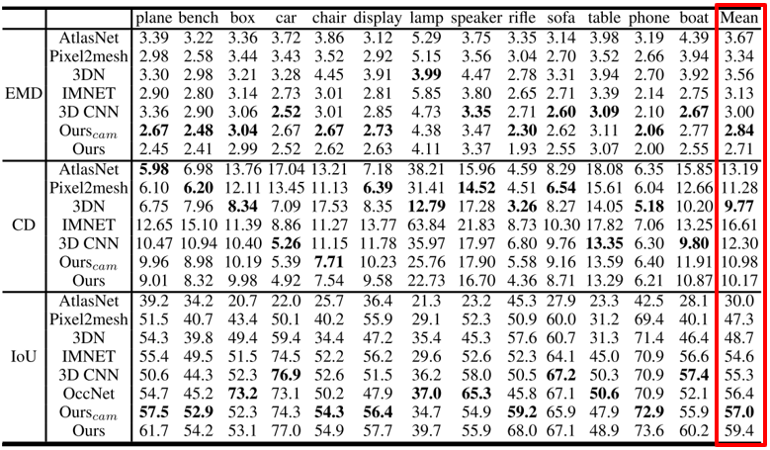 plane bench box car chair display lamp speaker rifle sofa table phone boat Mean
EMD
AtlasNet 3.39 3.22 3.36 3.72 3.86 3.12 5.29 3.75 3.35 3.14 3.98 3.19 4.39 3.67
Pixel2mesh 2.98 2.58 3.44 3.43 3.52 2.92 5.15 3.56 3.04 2.70 3.52 2.66 3.94 3.34
3DN 3.30 2.98 3.21 3.28 4.45 3.91 3.99 4.47 2.78 3.31 3.94 2.70 3.92 3.56
IMNET 2.90 2.80 3.14 2.73 3.01 2.81 5.85 3.80 2.65 2.71 3.39 2.14 2.75 3.13
3D CNN 3.36 2.90 3.06 2.52 3.01 2.85 4.73 3.35 2.71 2.60 3.09 2.10 2.67 3.00
Ourscam 2.67 2.48 3.04 2.67 2.67 2.73 4.38 3.47 2.30 2.62 3.11 2.06 2.77 2.84
Ours 2.45 2.41 2.99 2.52 2.62 2.63 4.11 3.37 1.93 2.55 3.07 2.00 2.55 2.71
CD
AtlasNet 5.98 6.98 13.76 17.04 13.21 7.18 38.21 15.96 4.59 8.29 18.08 6.35 15.85 13.19
Pixel2mesh 6.10 6.20 12.11 13.45 11.13 6.39 31.41 14.52 4.51 6.54 15.61 6.04 12.66 11.28
3DN 6.75 7.96 8.34 7.09 17.53 8.35 12.79 17.28 3.26 8.27 14.05 5.18 10.20 9.77
IMNET 12.65 15.10 11.39 8.86 11.27 13.77 63.84 21.83 8.73 10.30 17.82 7.06 13.25 16.61
3D CNN 10.47 10.94 10.40 5.26 11.15 11.78 35.97 17.97 6.80 9.76 13.35 6.30 9.80 12.30
Ourscam 9.96 8.98 10.19 5.39 7.71 10.23 25.76 17.90 5.58 9.16 13.59 6.40 11.91 10.98
Ours 9.01 8.32 9.98 4.92 7.54 9.58 22.73 16.70 4.36 8.71 13.29 6.21 10.87 10.17
IoU
AtlasNet 39.2 34.2 20.7 22.0 25.7 36.4 21.3 23.2 45.3 27.9 23.3 42.5 28.1 30.0
Pixel2mesh 51.5 40.7 43.4 50.1 40.2 55.9 29.1 52.3 50.9 60.0 31.2 69.4 40.1 47.3
3DN 54.3 39.8 49.4 59.4 34.4 47.2 35.4 45.3 57.6 60.7 31.3 71.4 46.4 48.7
IMNET 55.4 49.5 51.5 74.5 52.2 56.2 29.6 52.6 52.3 64.1 45.0 70.9 56.6 54.6
3D CNN 50.6 44.3 52.3 76.9 52.6 51.5 36.2 58.0 50.5 67.2 50.3 70.9 57.4 55.3
OccNet 54.7 45.2 73.2 73.1 50.2 47.9 37.0 65.3 45.8 67.1 50.6 70.9 52.1 56.4
Ourscam 57.5 52.9 52.3 74.3 54.3 56.4 34.7 54.9 59.2 65.9 47.9 72.9 55.9 57.0
Ours 61.7 54.2 53.1 77.0 54.9 57.7 39.7 55.9 68.0 67.1 48.9 73.6 60.2 59.4